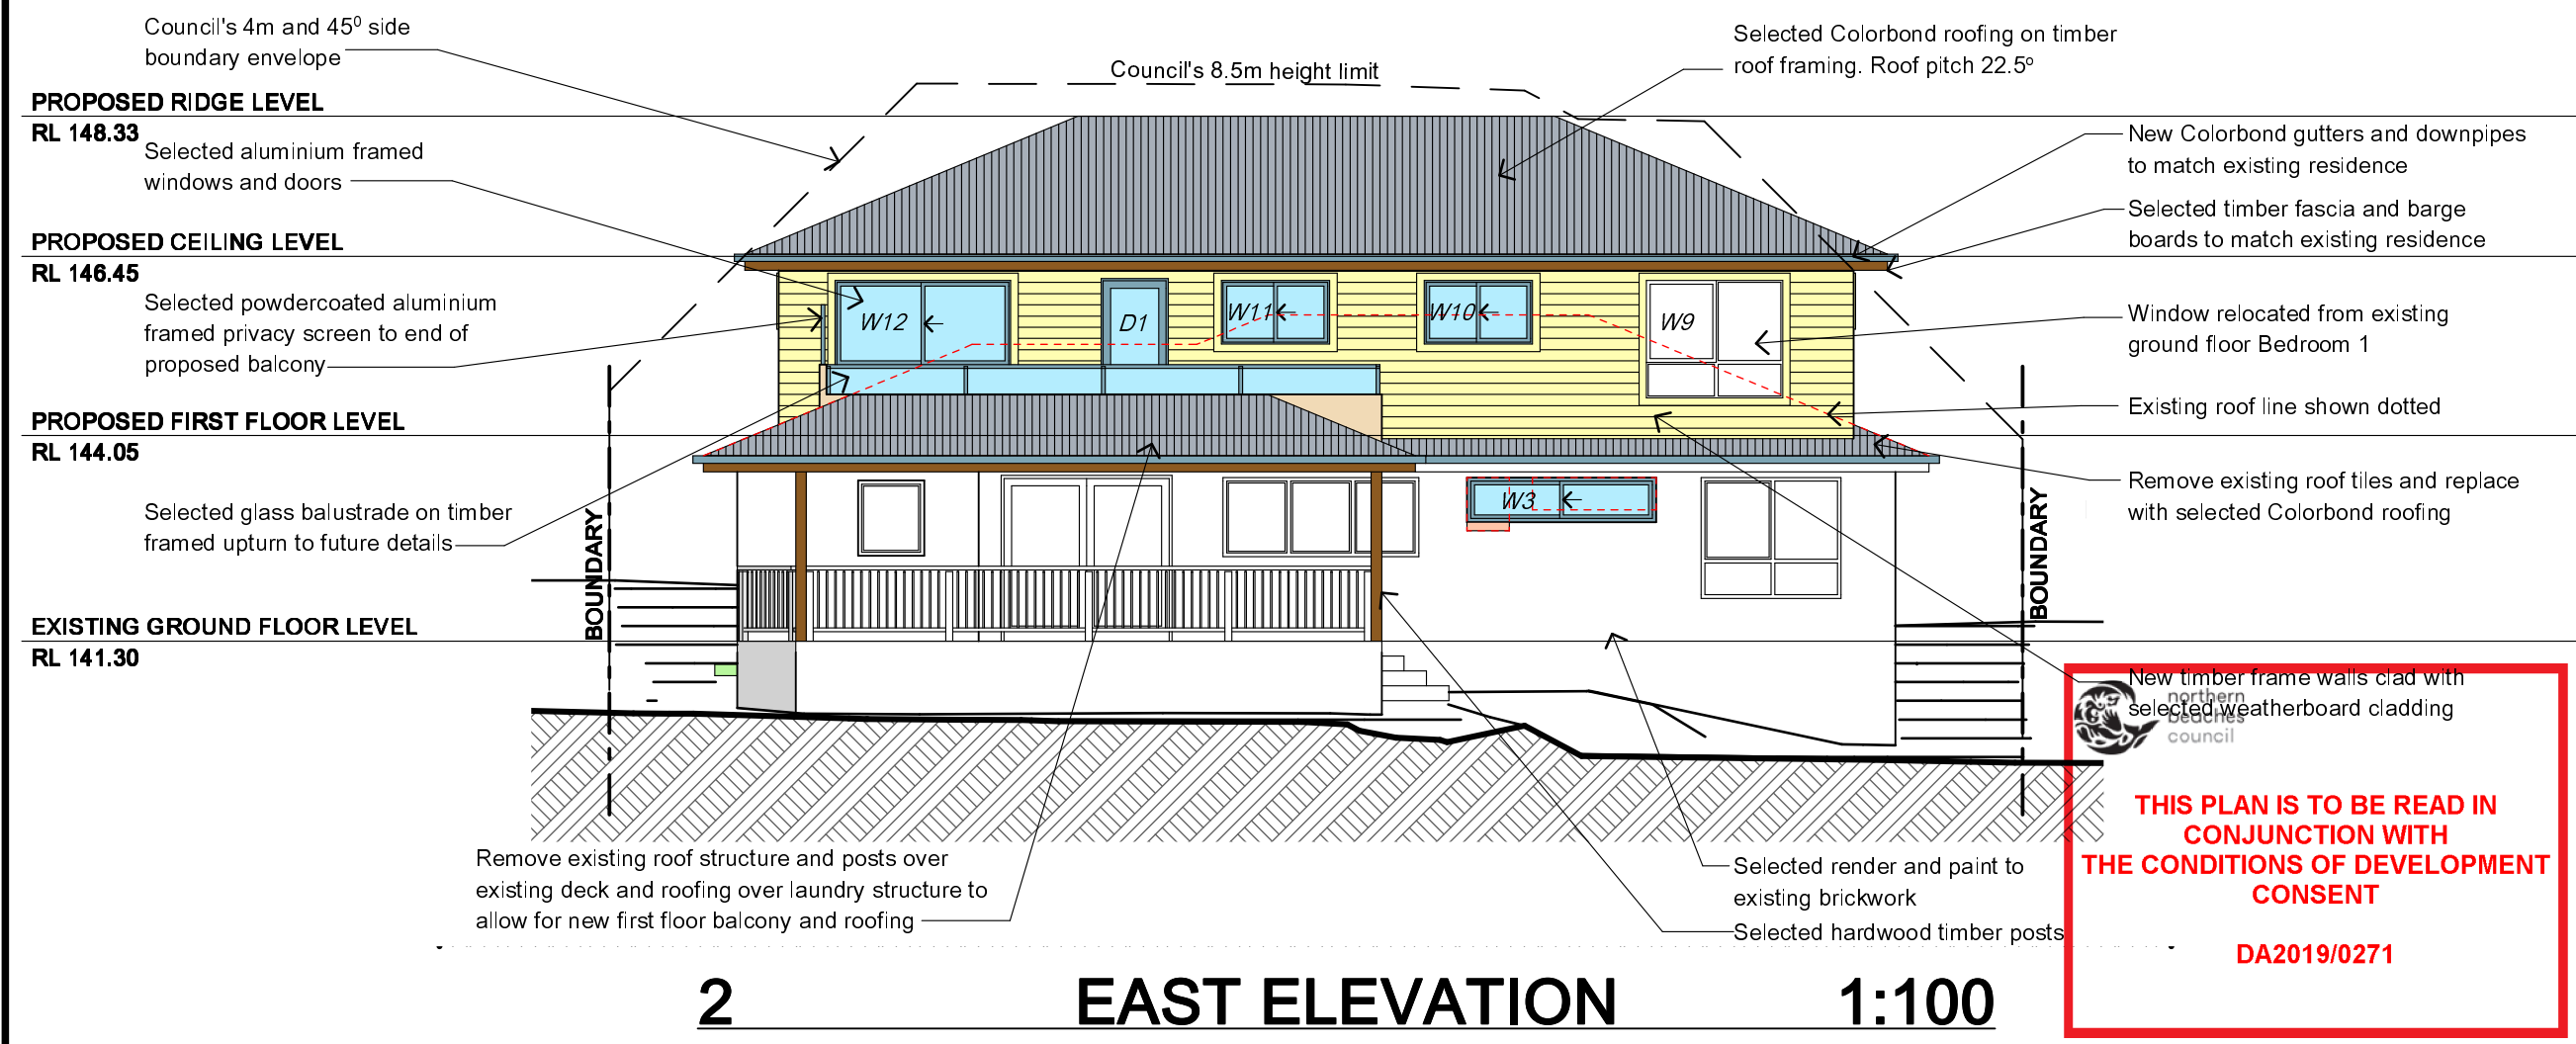 Council's 4m and 45⁰ side
boundary envelope
PROPOSED RIDGE LEVEL
RL 148.33
Selected aluminium framed
windows and doors
PROPOSED CEILING LEVEL
RL 146.45
Selected powdercoated aluminium
framed privacy screen to end of
proposed balcony
PROPOSED FIRST FLOOR LEVEL
RL 144.05
Selected glass balustrade on timber
framed upturn to future details
EXISTING GROUND FLOOR LEVEL
RL 141.30
Council's 8.5m height limit
W12
D1
W11
W10
W9
W3
BOUNDARY
BOUNDARY
Selected Colorbond roofing on timber
roof framing. Roof pitch 22.5º
New Colorbond gutters and downpipes
to match existing residence
Selected timber fascia and barge
boards to match existing residence
Window relocated from existing
ground floor Bedroom 1
Existing roof line shown dotted
Remove existing roof tiles and replace
with selected Colorbond roofing
New timber frame walls clad with
selected weatherboard cladding
northern
beaches
council
THIS PLAN IS TO BE READ IN
CONJUNCTION WITH
THE CONDITIONS OF DEVELOPMENT
CONSENT
DA2019/0271
Remove existing roof structure and posts over
existing deck and roofing over laundry structure to
allow for new first floor balcony and roofing
Selected render and paint to
existing brickwork
Selected hardwood timber posts
2 EAST ELEVATION 1:100